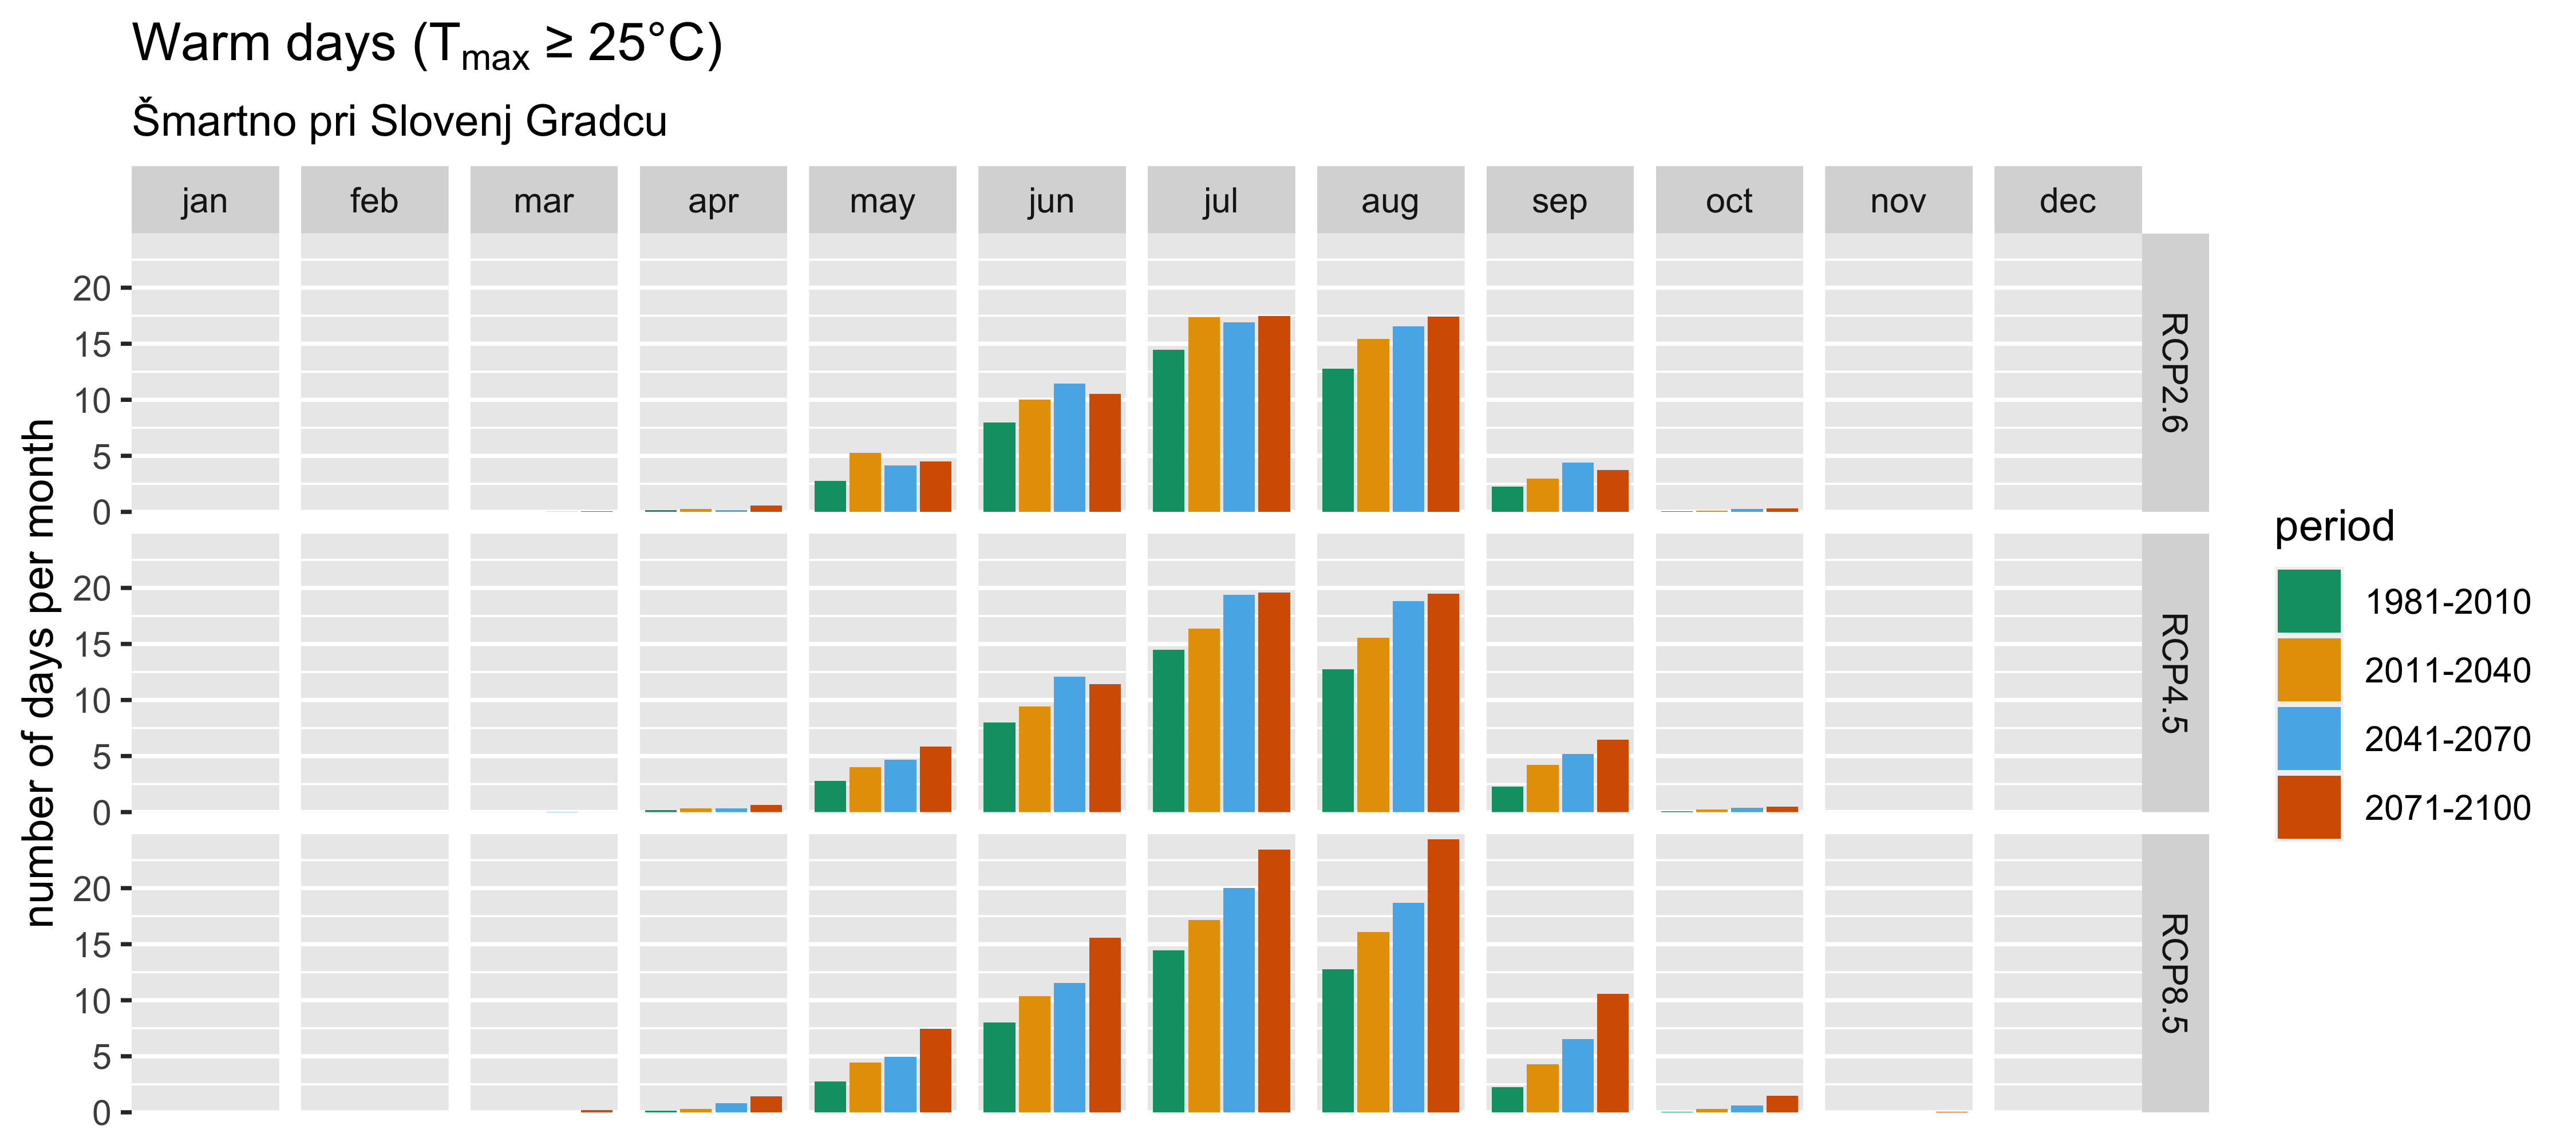 Warm days (Tmax ≥ 25°C)
Šmartno pri Slovenj Gradcu
jan feb mar apr may jun jul aug sep oct nov dec
number of days per month
20
15
10
5
0
RCP2.6
20
15
10
5
0
RCP4.5
20
15
10
5
0
RCP8.5
period
1981-2010
2011-2040
2041-2070
2071-2100